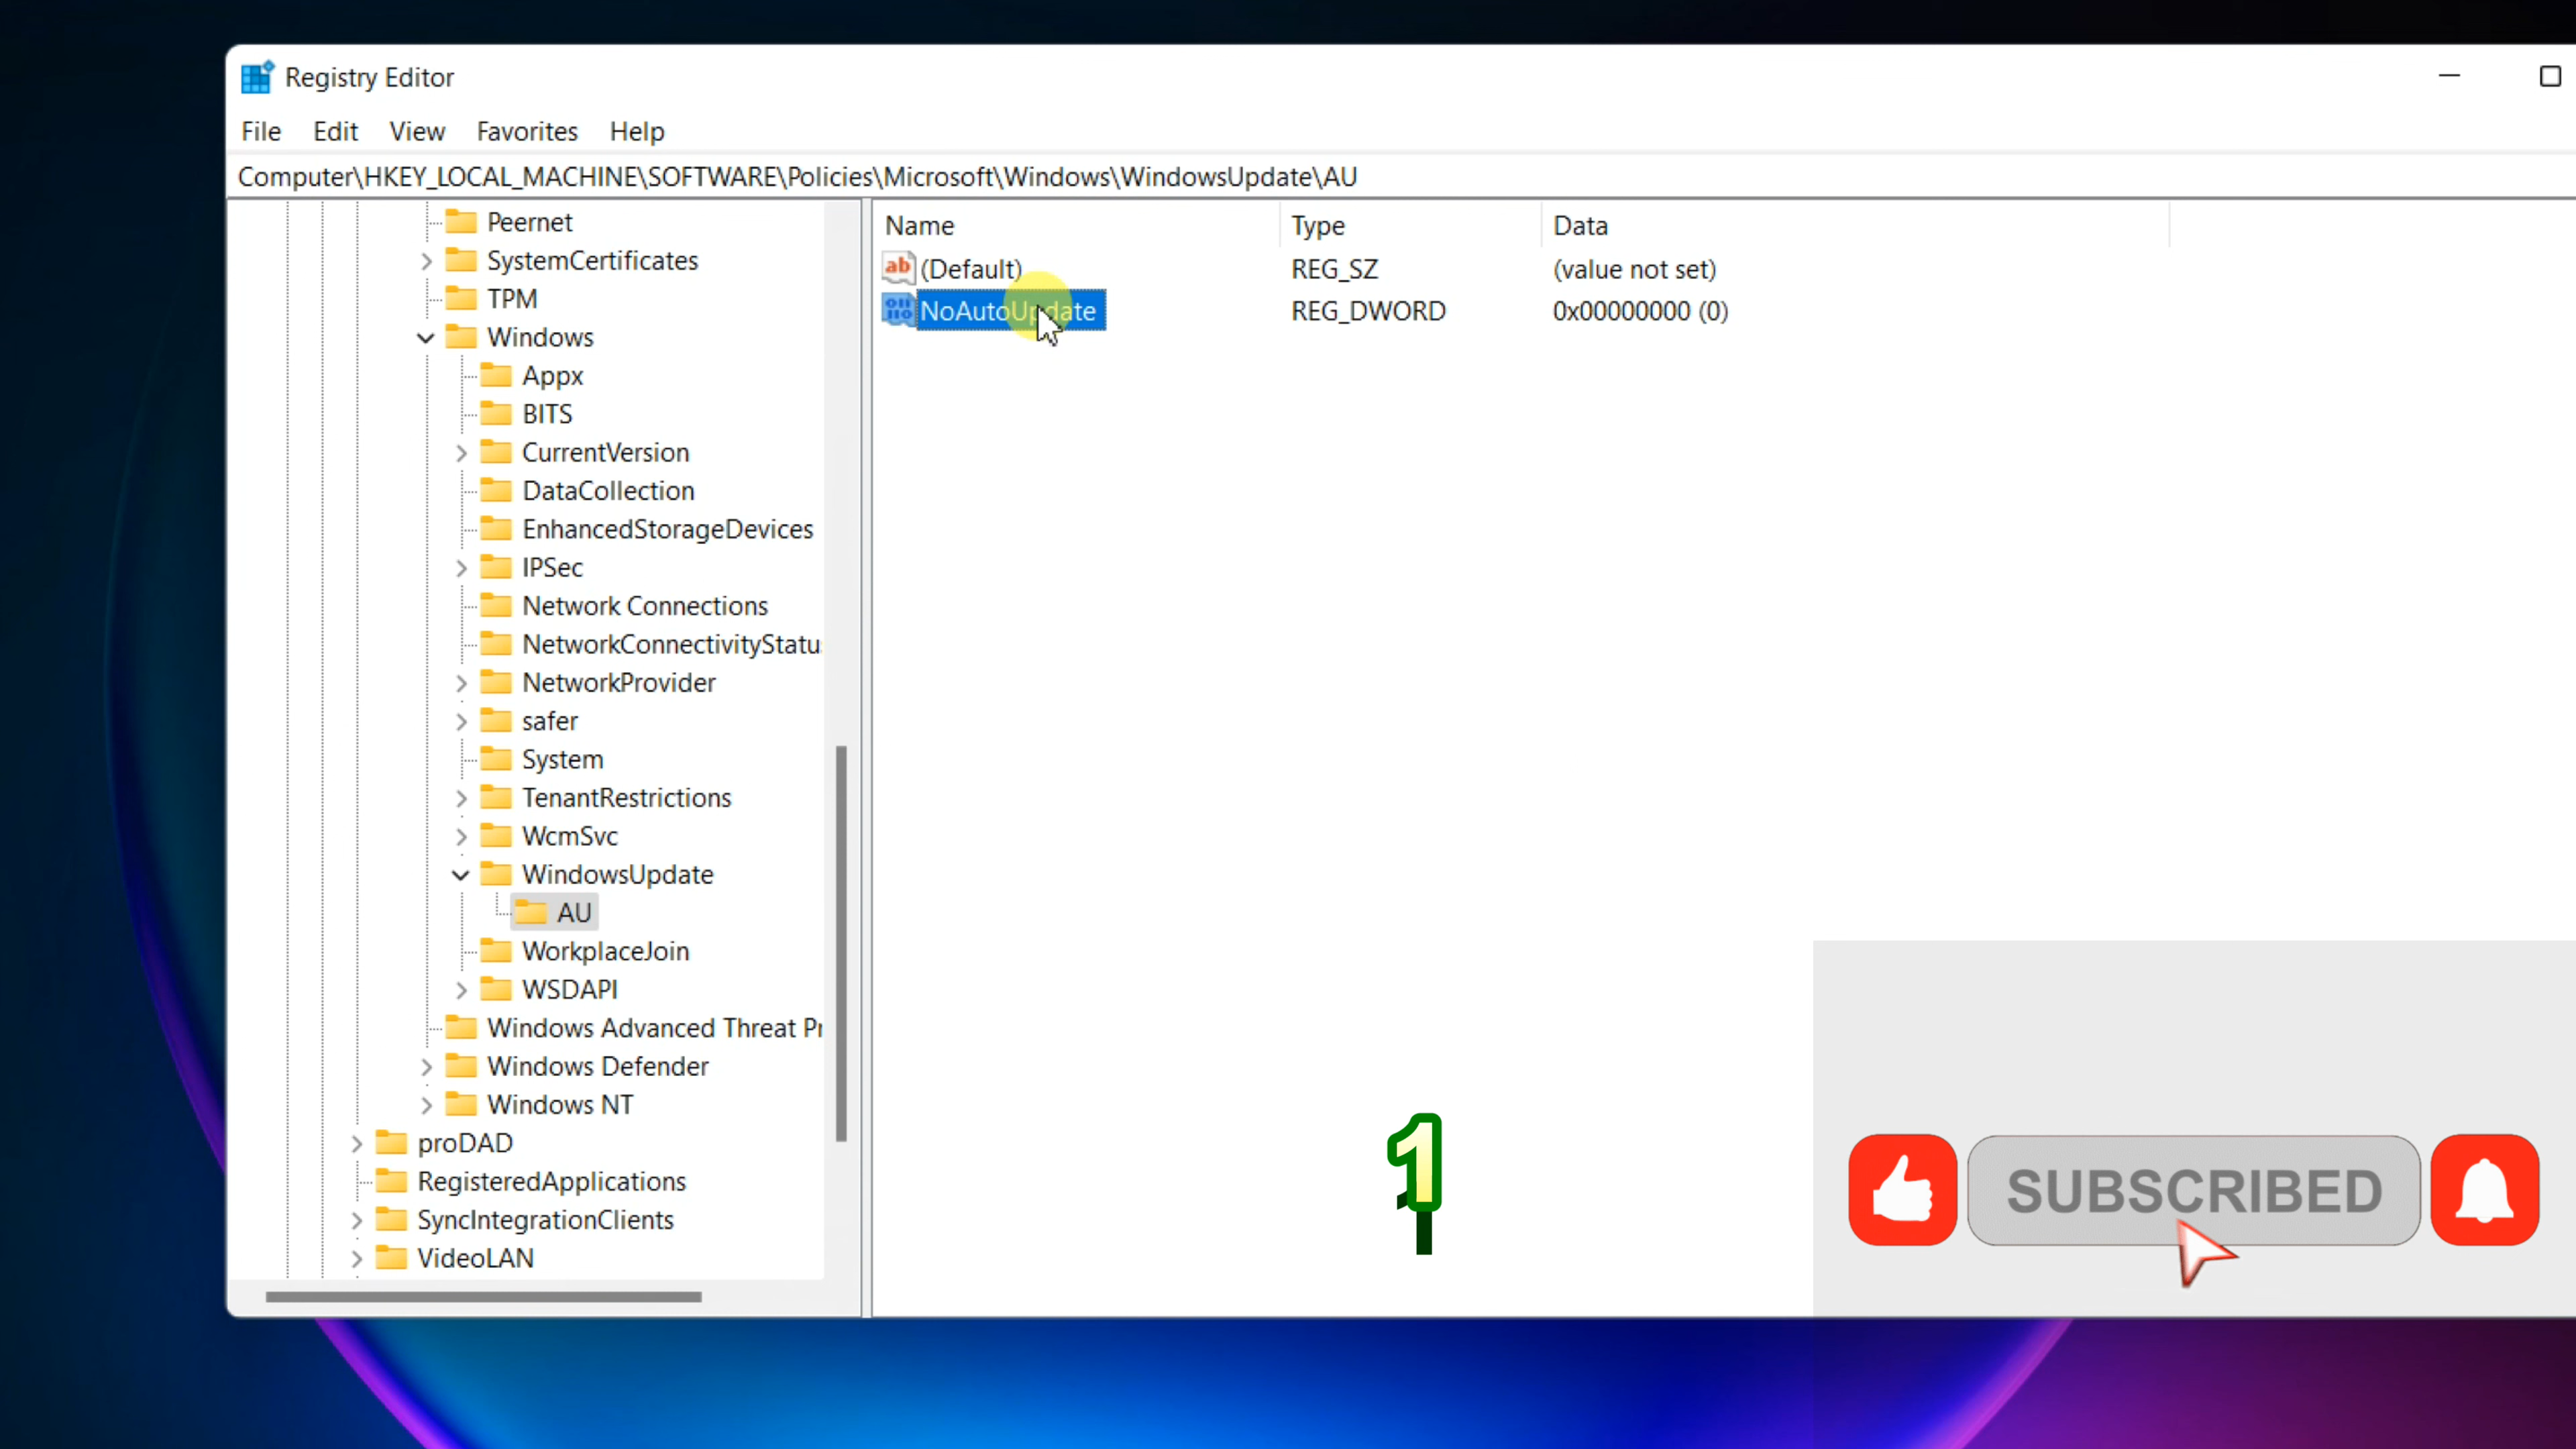 Registry Editor
File Edit View Favorites Help
Computer\HKEY_LOCAL_MACHINE\SOFTWARE\Policies\Microsoft\Windows\WindowsUpdate\AU
Peernet
SystemCertificates
TPM
Windows
Appx
BITS
CurrentVersion
DataCollection
EnhancedStorageDevices
IPSec
Network Connections
NetworkConnectivityStatu
NetworkProvider
safer
System
TenantRestrictions
WcmSvc
WindowsUpdate
AU
WorkplaceJoin
WSDAPI
Windows Advanced Threat Pr
Windows Defender
Windows NT
proDAD
RegisteredApplications
SyncIntegrationClients
VideoLAN
Name Type Data
(Default) REG_SZ (value not set)
NoAutoUpdate REG_DWORD 0x00000000 (0)
1
SUBSCRIBED